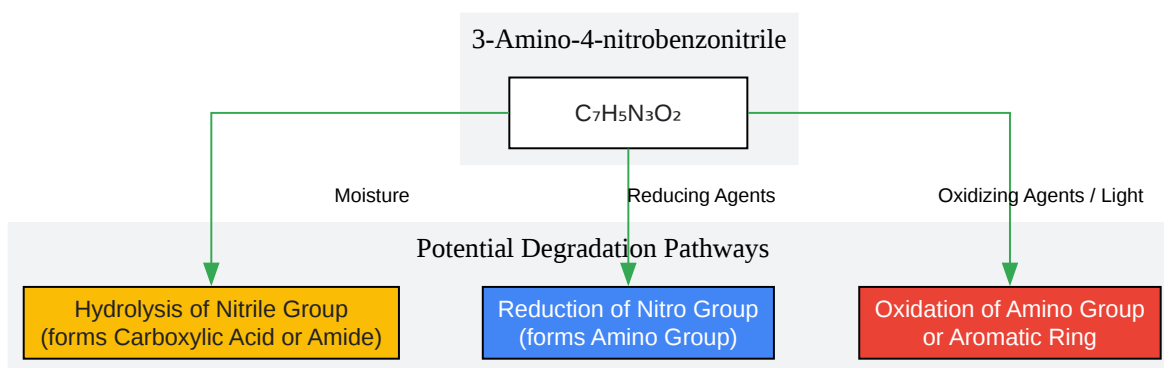 3-Amino-4-nitrobenzonitrile
C₇H₅N₃O₂
Moisture
Reducing Agents
Oxidizing Agents / Light
Potential Degradation Pathways
Hydrolysis of Nitrile Group
(forms Carboxylic Acid or Amide)
Reduction of Nitro Group
(forms Amino Group)
Oxidation of Amino Group
or Aromatic Ring